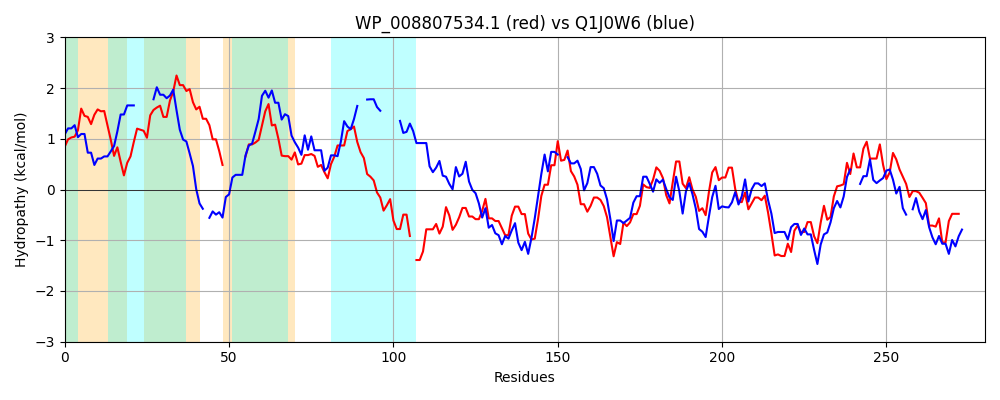 WP_008807534.1 (red) vs Q1J0W6 (blue)
Hydropathy (kcal/mol)
3
2
1
0
−1
−2
−3
0 50 100 150 200 250
Residues